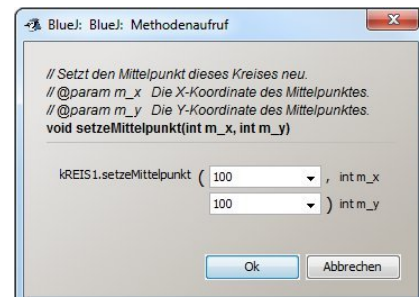 BlueJ: BlueJ: Methodenaufruf
// Setzt den Mittelpunkt dieses Kreises neu.
// @param m_x Die X-Koordinate des Mittelpunktes.
// @param m_y Die Y-Koordinate des Mittelpunktes.
void setzeMittelpunkt(int m_x, int m_y)
kREIS1.setzeMittelpunkt ( 100 , int m_x
100 ) int m_y
Ok Abbrechen